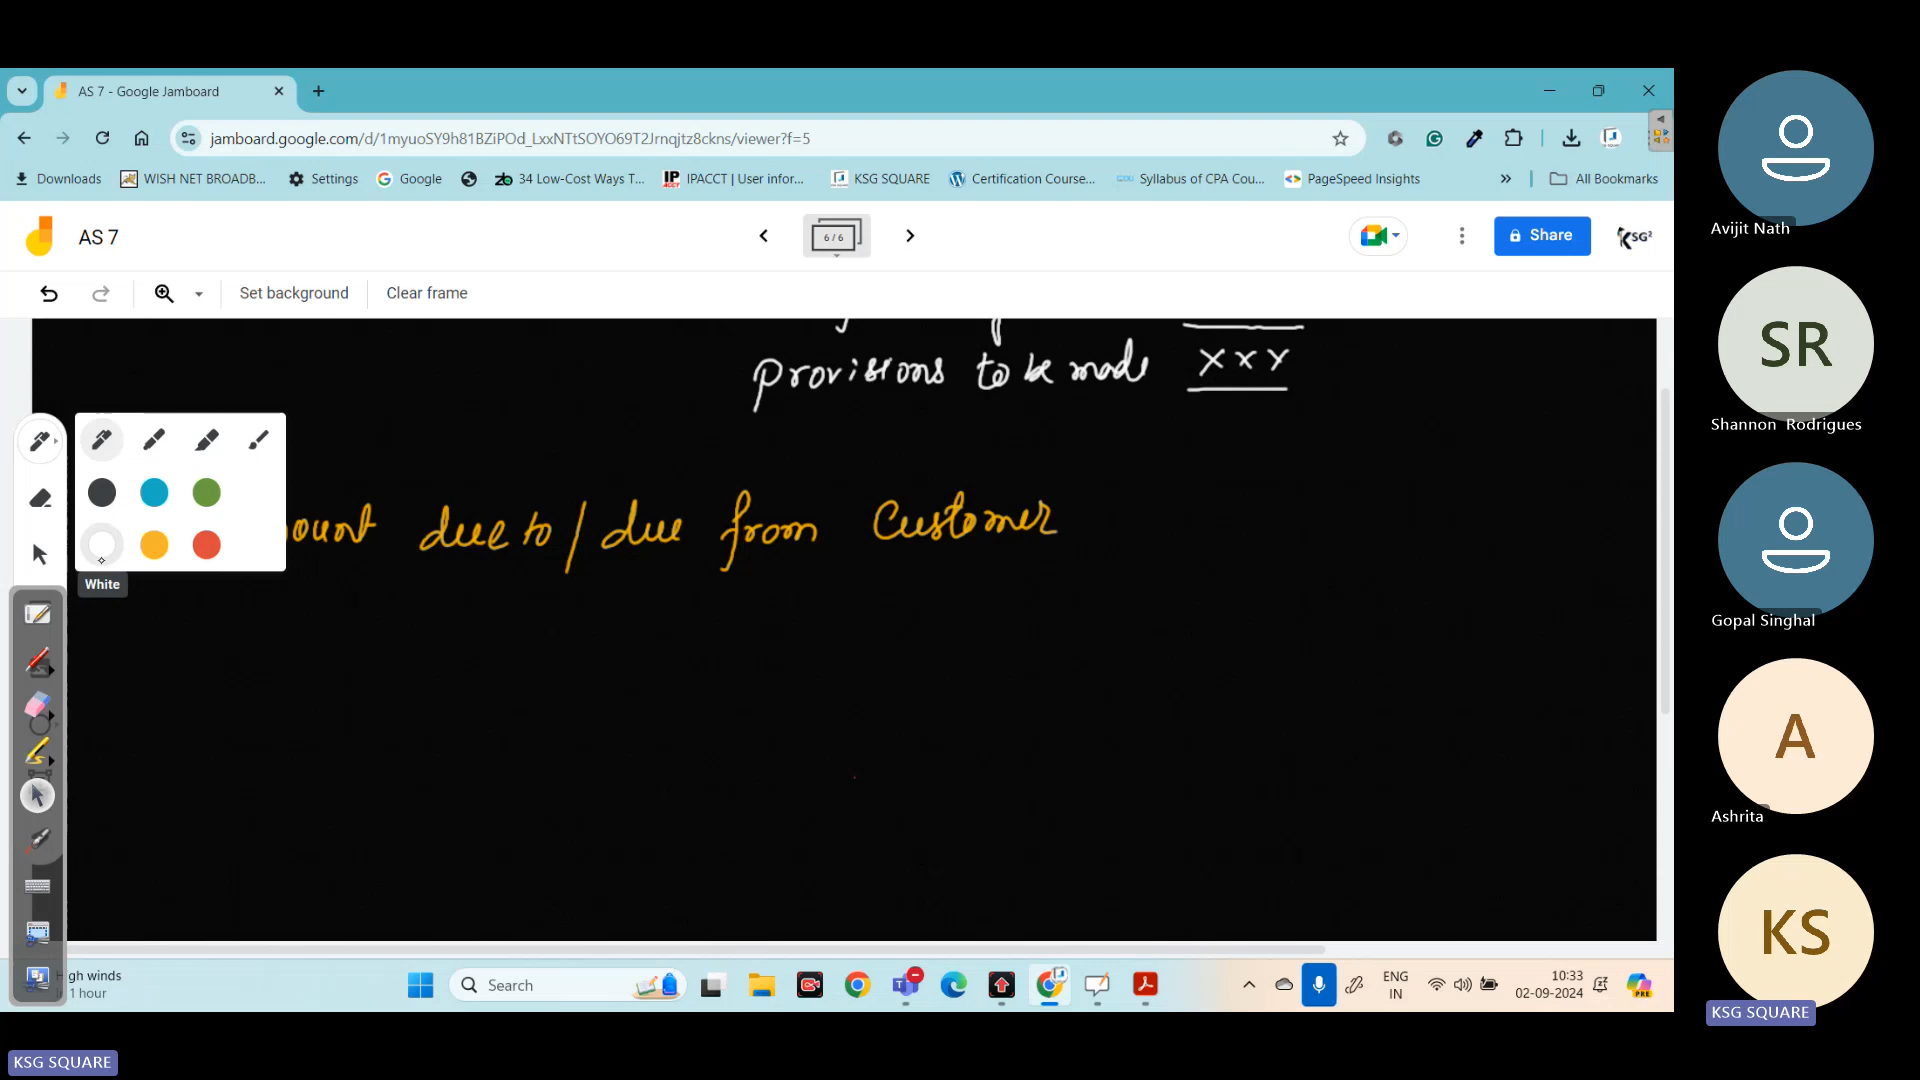 AS 7 - Google Jamboard
jamboard.google.com/d/1myuoSY9h81BZiPOd_LxxNTtSOYO69T2Jrnqjtz8ckns/viewer?f=5
Downloads
WISH NET BROADB...
Settings
Google
34 Low-Cost Ways T...
IPACCT | User infor...
KSG SQUARE
Certification Course...
Syllabus of CPA Cou...
PageSpeed Insights
All Bookmarks
AS 7
6 / 6
Share
KSG²
Set background
Clear frame
provisions to be made XXX
ount due to / due from Customer
White
gh winds
1 hour
Search
ENG
IN
10:33
02-09-2024
PRE
Avijit Nath
SR
Shannon Rodrigues
Gopal Singhal
A
Ashrita
KS
KSG SQUARE
KSG SQUARE